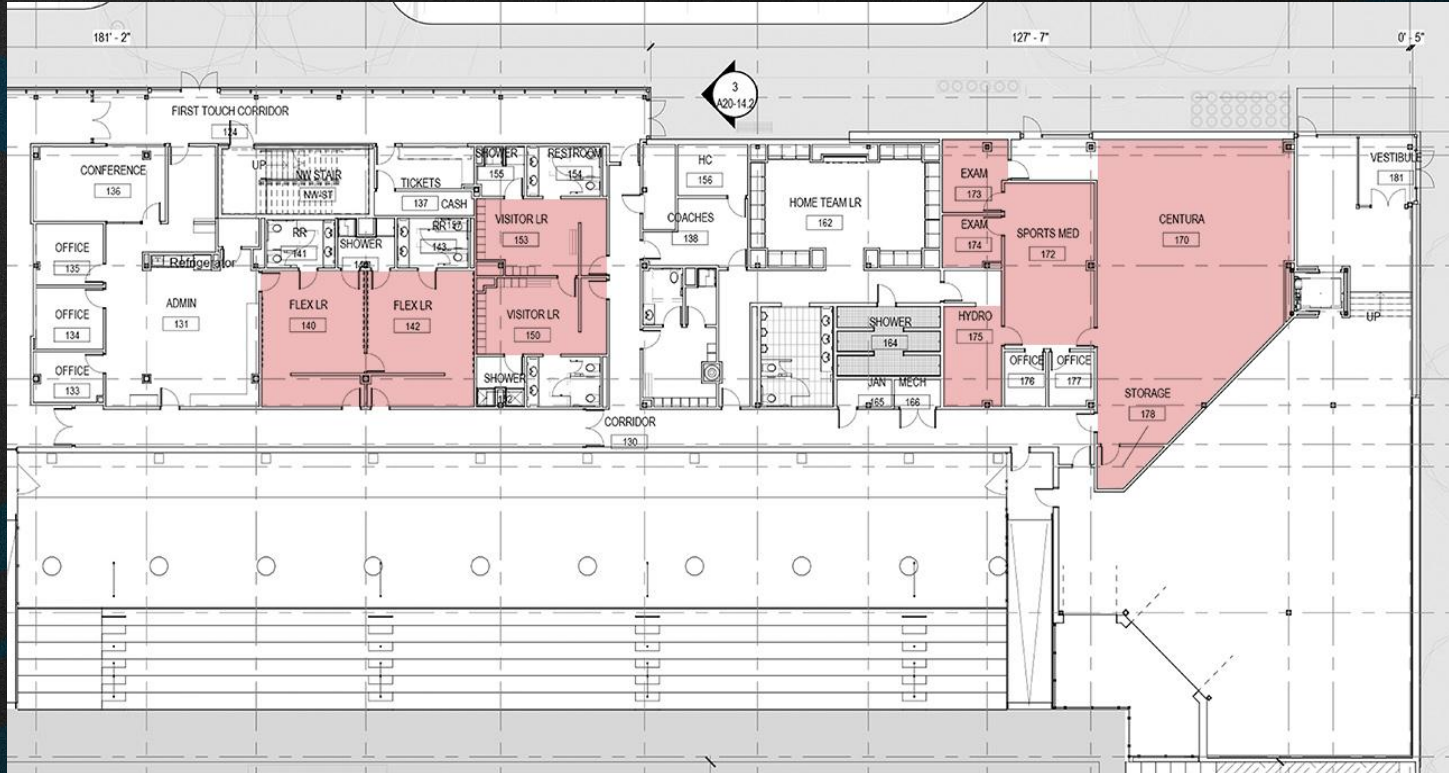 181' - 2"
127' - 7"
0' - 5"
3
A20-14.2
FIRST TOUCH CORRIDOR
124
CONFERENCE
136
UP
NW STAIR
NW-ST
TICKETS
137
CASH
SHOWER
155
RESTROOM
154
HC
156
COACHES
138
HOME TEAM LR
162
EXAM
173
EXAM
174
SPORTS MED
172
CENTURA
170
VESTIBULE
181
VISITOR LR
153
RR
141
SHOWER
RR
143
OFFICE
135
Refrigerator
ADMIN
131
OFFICE
134
OFFICE
133
FLEX LR
140
FLEX LR
142
VISITOR LR
150
SHOWER
SHOWER
164
HYDRO
175
JAN
165
MECH
166
OFFICE
176
OFFICE
177
STORAGE
178
UP
CORRIDOR
130